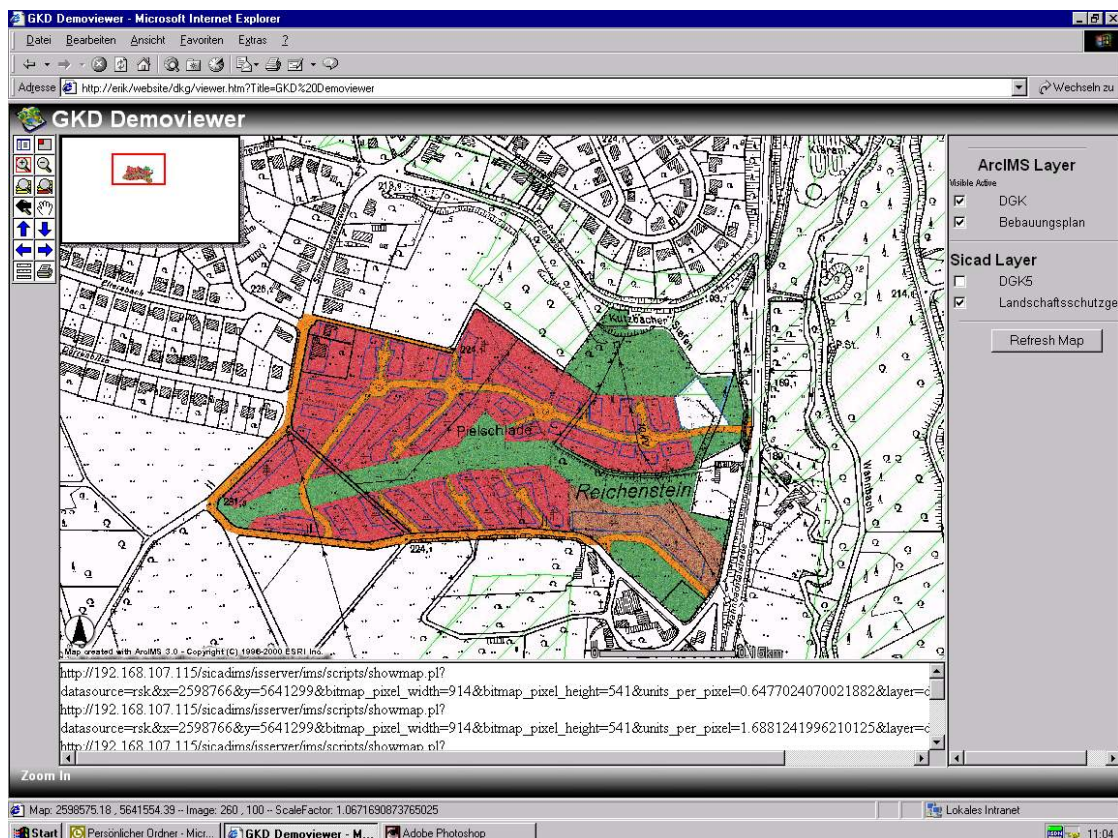 GKD Demoviewer - Microsoft Internet Explorer
Datei Bearbeiten Ansicht Favoriten Extras ?
Adresse http://erik/website/dkg/viewer.htm?Title=GKD%20Demoviewer Wechseln zu
GKD Demoviewer
ArcIMS Layer
Visible Active
DGK
Bebauungsplan
Sicad Layer
DGK5
Landschaftsschutzge
Refresh Map
Kutzbacher Siefen
Pielschlade
Reichenstein
Wahnbach
P.St.
224,1
Map created with ArcIMS 3.0 - Copyright (C) 1996-2000 ESRI Inc.
http://192.168.107.115/sicadims/isserver/ims/scripts/showmap.pl?
datasource=rsk&x=2598766&y=5641299&bitmap_pixel_width=914&bitmap_pixel_height=541&units_per_pixel=0.6477024070021882&layer=d
http://192.168.107.115/sicadims/isserver/ims/scripts/showmap.pl?
datasource=rsk&x=2598766&y=5641299&bitmap_pixel_width=914&bitmap_pixel_height=541&units_per_pixel=1.6881241996210125&layer=d
http://192.168.107.115/sicadims/isserver/ims/scripts/showmap.pl?
Zoom In
Map: 2598575.18 , 5641554.39 -- Image: 260 , 100 -- ScaleFactor: 1.0671690873765025
Lokales Intranet
Start Persönlicher Ordner - Micr... GKD Demoviewer - M... Adobe Photoshop 11:04